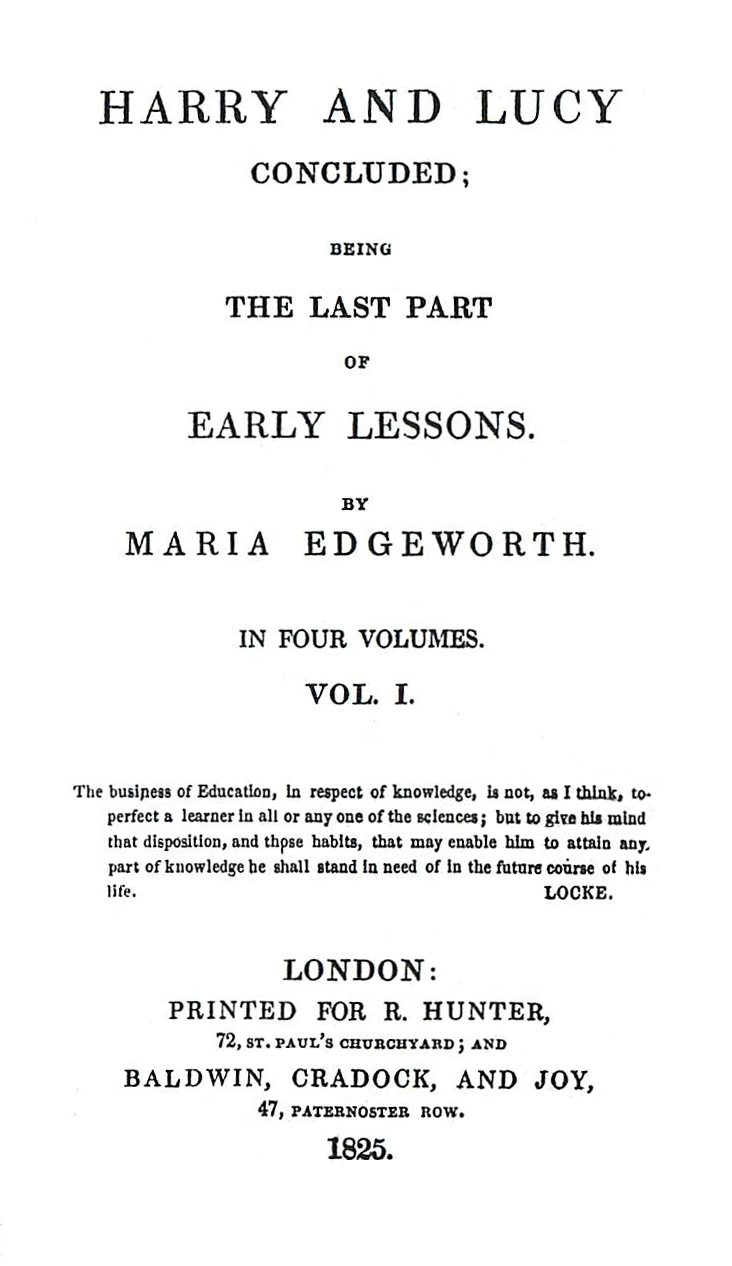 HARRY AND LUCY
CONCLUDED;
BEING
THE LAST PART
OF
EARLY LESSONS.
BY
MARIA EDGEWORTH.
IN FOUR VOLUMES.
VOL. I.
The business of Education, in respect of knowledge, is not, as I think, to
perfect a learner in all or any one of the sciences; but to give his mind
that disposition, and those habits, that may enable him to attain any
part of knowledge he shall stand in need of in the future course of his
life. LOCKE.
LONDON:
PRINTED FOR R. HUNTER,
72, ST. PAUL'S CHURCHYARD; AND
BALDWIN, CRADOCK, AND JOY,
47, PATERNOSTER ROW.
1825.